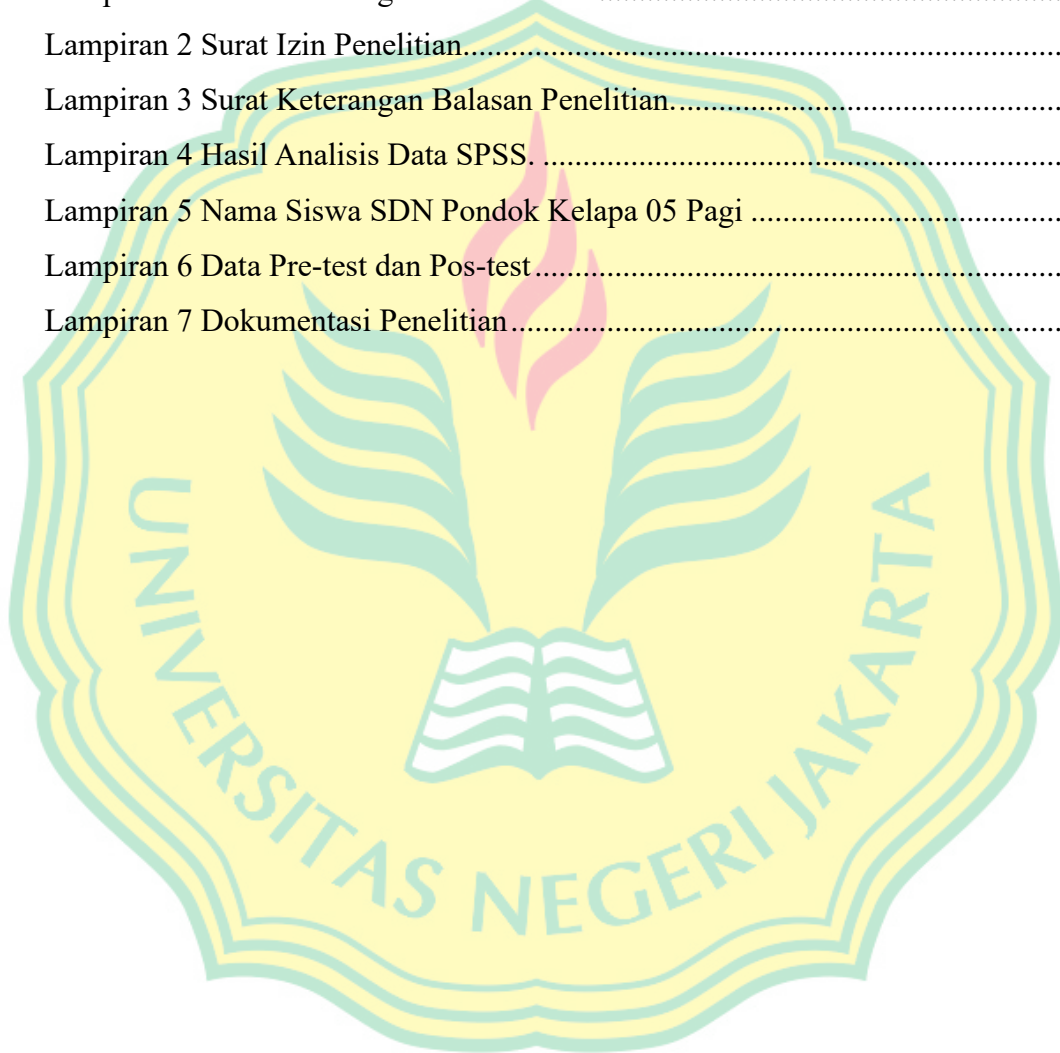 Lampiran 2 Surat Izin Penelitian.....................................................................
Lampiran 3 Surat Keterangan Balasan Penelitian..........................................
Lampiran 4 Hasil Analisis Data SPSS. ...........................................................
Lampiran 5 Nama Siswa SDN Pondok Kelapa 05 Pagi ..................................
Lampiran 6 Data Pre-test dan Pos-test............................................................
Lampiran 7 Dokumentasi Penelitian...............................................................
UNIVERSITAS NEGERI JAKARTA